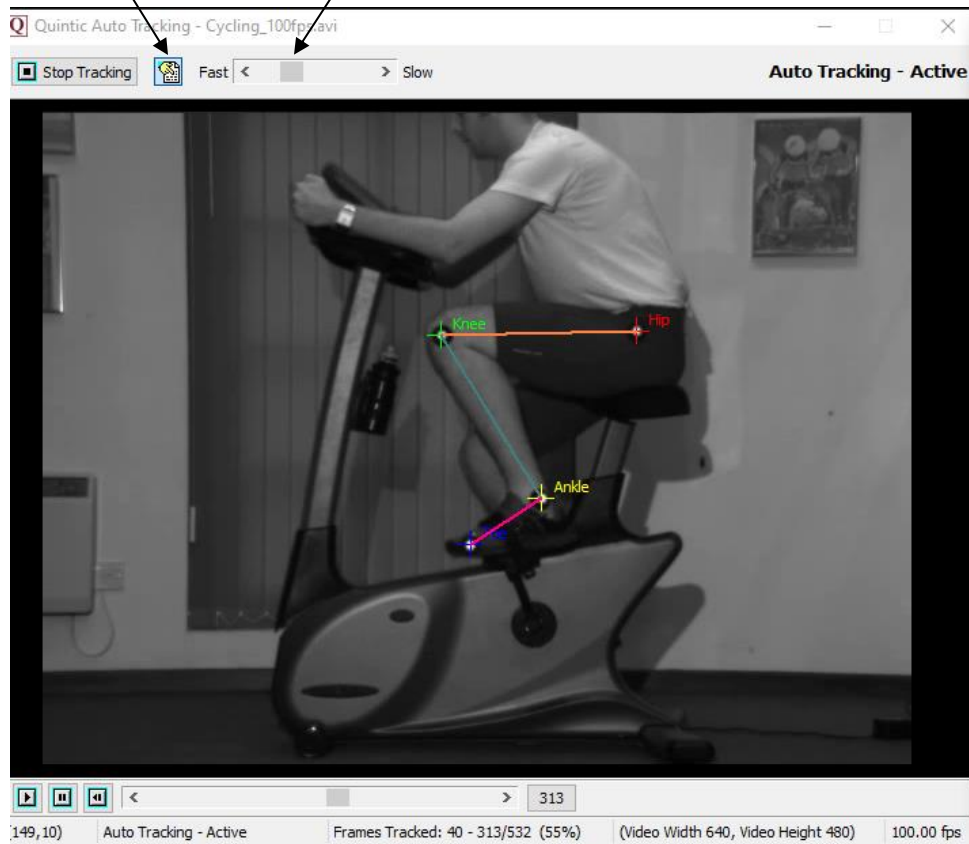 Q Quintic Auto Tracking - Cycling_100fps.avi
Stop Tracking Fast < > Slow Auto Tracking - Active
Knee Hip
Ankle
Toe
< > 313
149,10) Auto Tracking - Active Frames Tracked: 40 - 313/532 (55%) (Video Width 640, Video Height 480) 100.00 fps